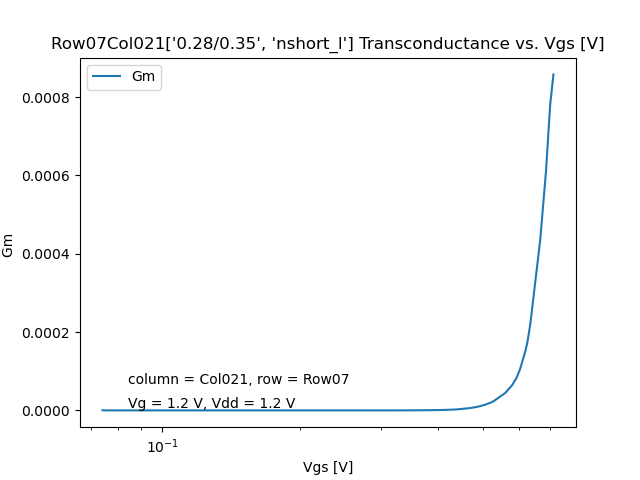 Row07Col021['0.28/0.35', 'nshort_l'] Transconductance vs. Vgs [V]
Gm
0.0008
0.0006
0.0004
0.0002
0.0000
Gm
column = Col021, row = Row07
Vg = 1.2 V, Vdd = 1.2 V
10⁻¹
Vgs [V]